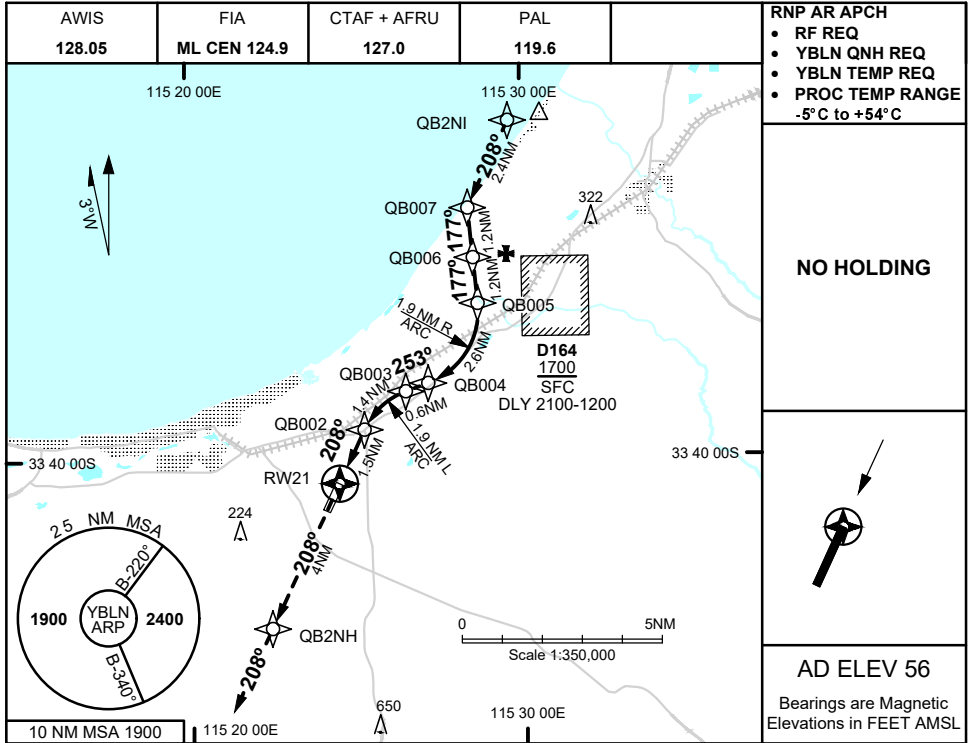 AWIS
128.05
FIA
ML CEN 124.9
CTAF + AFRU
127.0
PAL
119.6
RNP AR APCH
• RF REQ
• YBLN QNH REQ
• YBLN TEMP REQ
• PROC TEMP RANGE
-5°C to +54°C
NO HOLDING
AD ELEV 56
Bearings are Magnetic
Elevations in FEET AMSL
115 20 00E
115 30 00E
3°W
QB2NI
208°
2.4NM
QB007
177°
1.2NM
322
QB006
177°
1.2NM
QB005
1.9 NM R
ARC
2.6NM
D164
1700
SFC
DLY 2100-1200
253°
QB003
QB004
0.6NM
1.4NM
1.9 NM L
ARC
QB002
208°
1.5NM
33 40 00S
33 40 00S
RW21
224
208°
4NM
25 NM MSA
B-220°
1900
YBLN
ARP
2400
B-340°
QB2NH
208°
0
5NM
Scale 1:350,000
650
10 NM MSA 1900
115 20 00E
115 30 00E